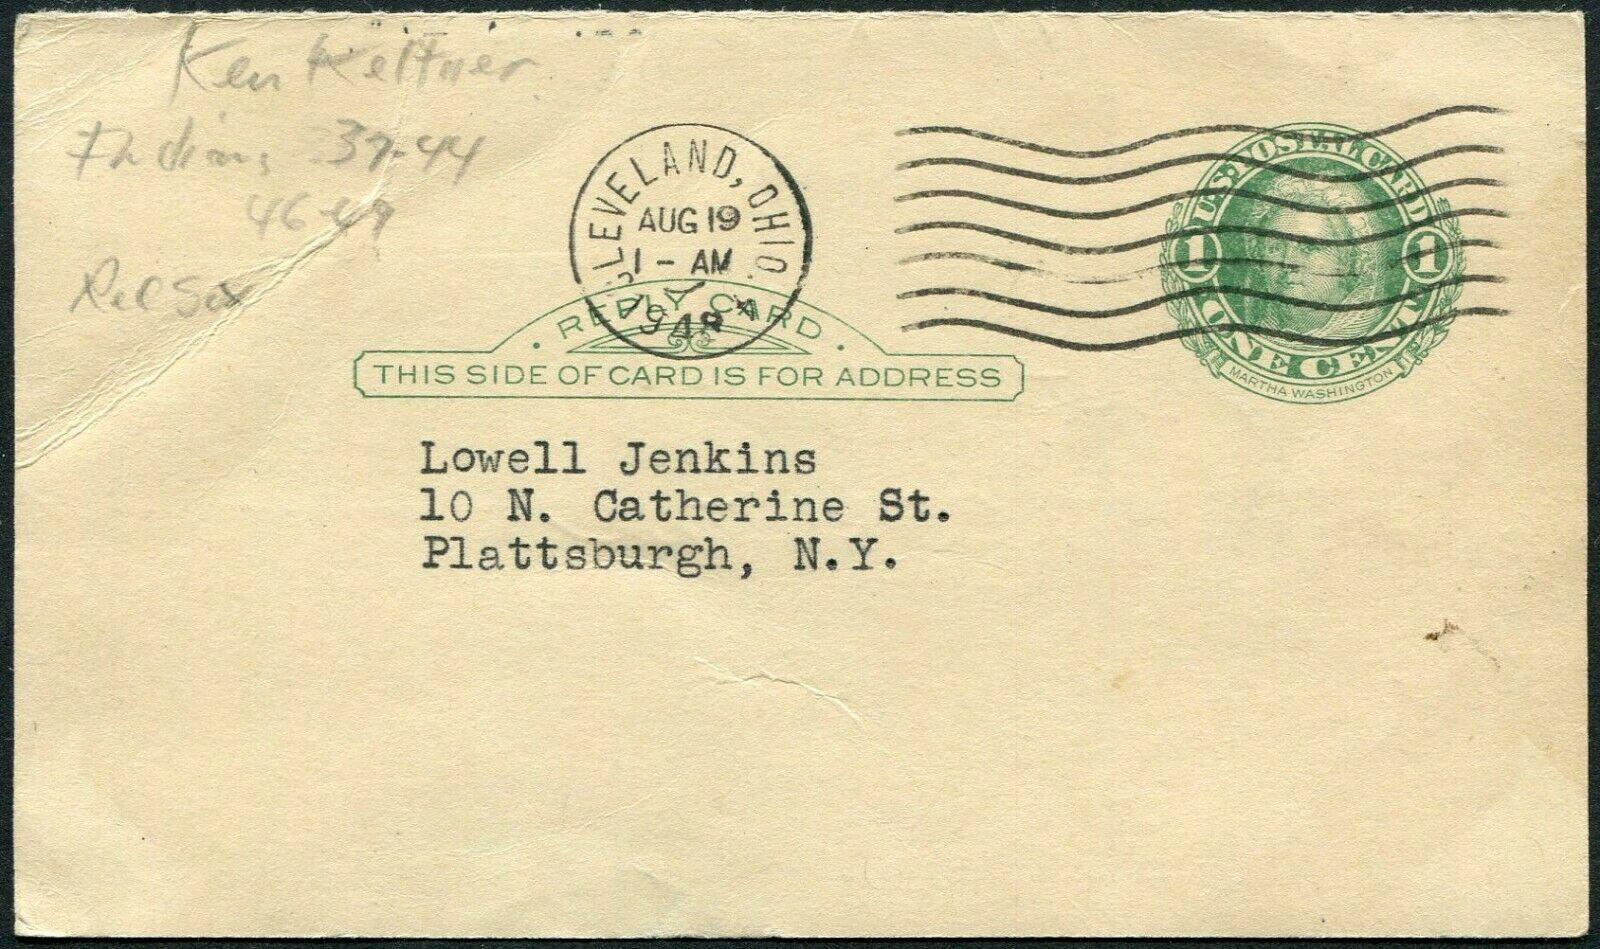 Ken Keltner
Indians 37-44
46-49
Red Sox
CLEVELAND, OHIO
AUG 19
1 - AM
1948
U.S. POSTAL CARD
1 1
ONE CENT
MARTHA WASHINGTON
REPLY CARD
THIS SIDE OF CARD IS FOR ADDRESS
Lowell Jenkins
10 N. Catherine St.
Plattsburgh, N.Y.